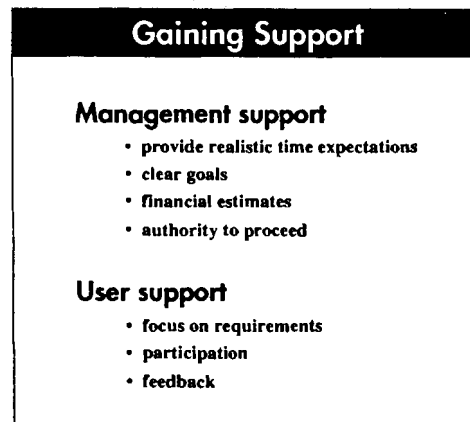 Gaining Support
Management support
• provide realistic time expectations
• clear goals
• financial estimates
• authority to proceed
User support
• focus on requirements
• participation
• feedback